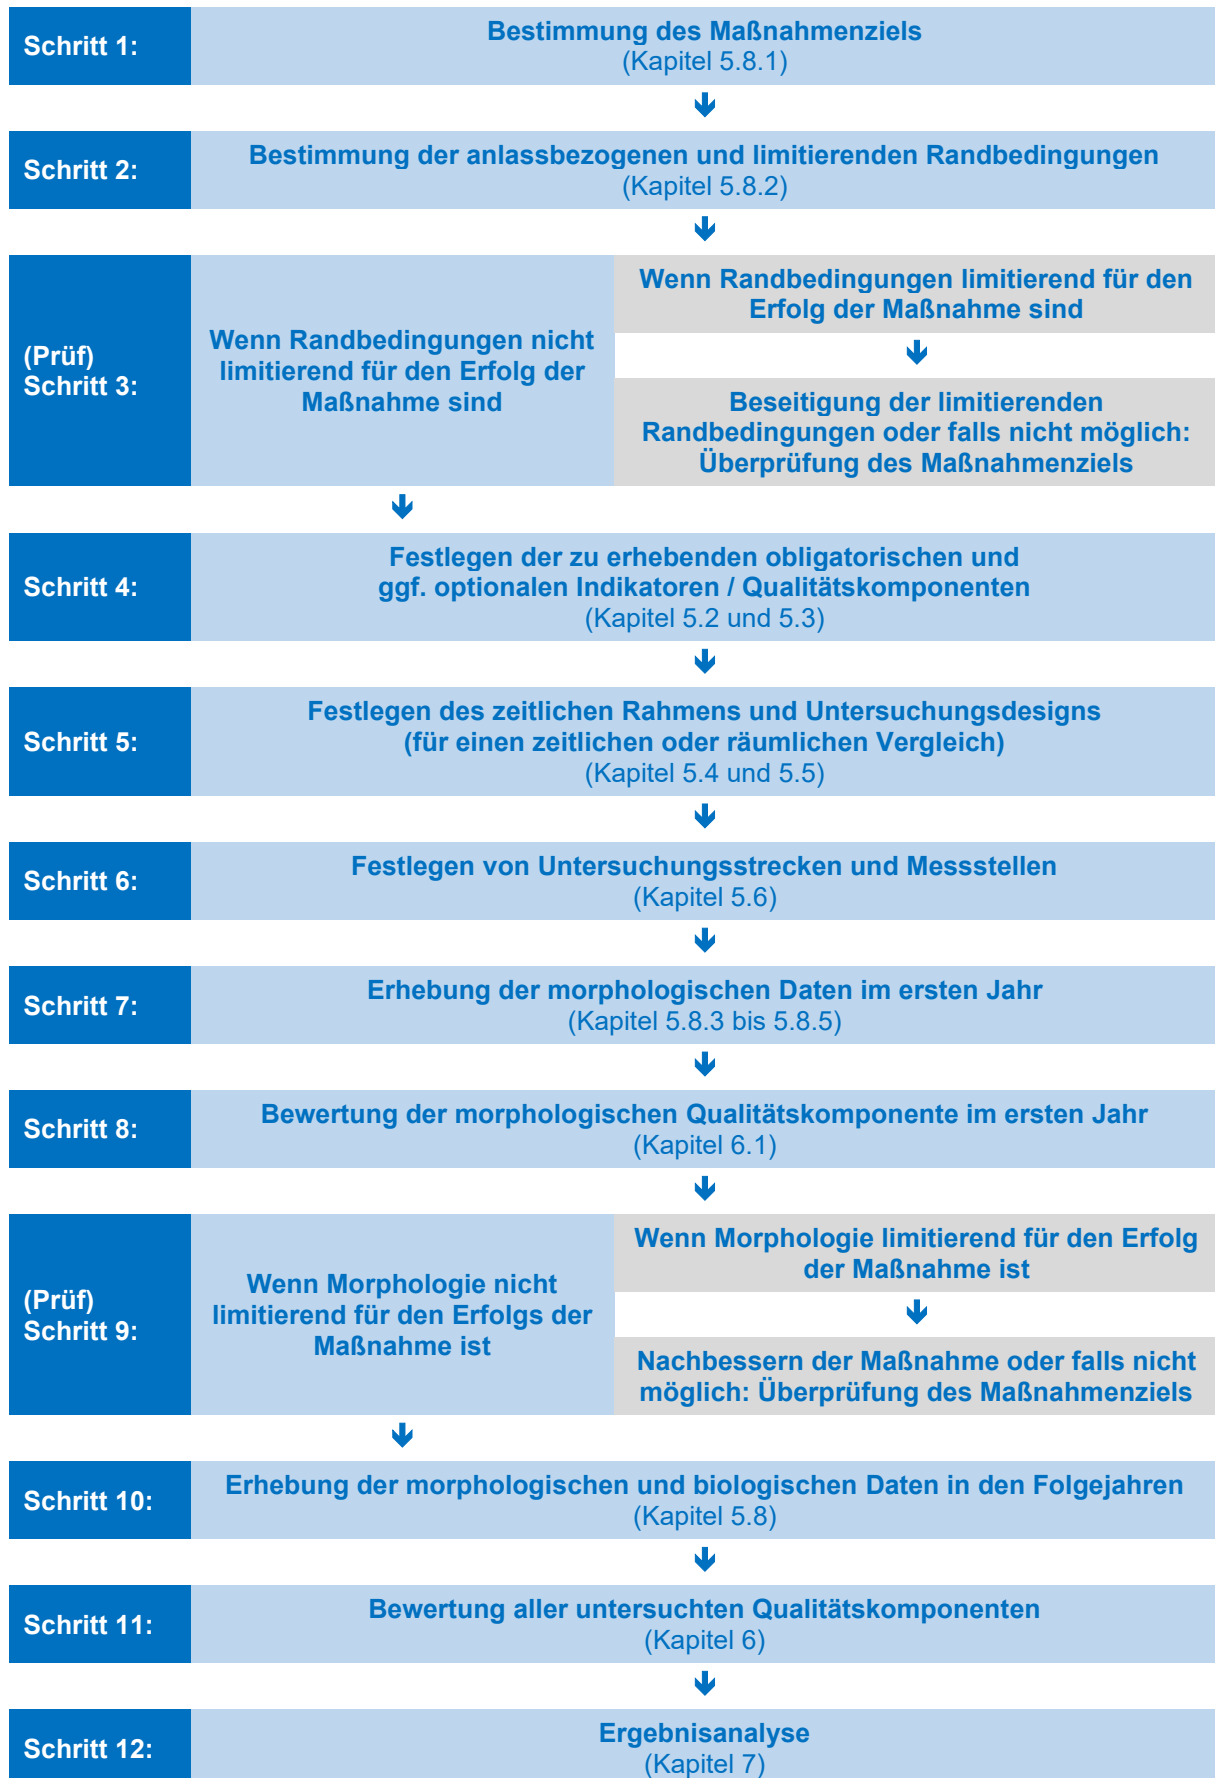 Schritt 1:
Bestimmung des Maßnahmenziels
(Kapitel 5.8.1)
Schritt 2:
Bestimmung der anlassbezogenen und limitierenden Randbedingungen
(Kapitel 5.8.2)
(Prüf)
Schritt 3:
Wenn Randbedingungen nicht
limitierend für den Erfolg der
Maßnahme sind
Wenn Randbedingungen limitierend für den
Erfolg der Maßnahme sind
Beseitigung der limitierenden
Randbedingungen oder falls nicht möglich:
Überprüfung des Maßnahmenziels
Schritt 4:
Festlegen der zu erhebenden obligatorischen und
ggf. optionalen Indikatoren / Qualitätskomponenten
(Kapitel 5.2 und 5.3)
Schritt 5:
Festlegen des zeitlichen Rahmens und Untersuchungsdesigns
(für einen zeitlichen oder räumlichen Vergleich)
(Kapitel 5.4 und 5.5)
Schritt 6:
Festlegen von Untersuchungsstrecken und Messstellen
(Kapitel 5.6)
Schritt 7:
Erhebung der morphologischen Daten im ersten Jahr
(Kapitel 5.8.3 bis 5.8.5)
Schritt 8:
Bewertung der morphologischen Qualitätskomponente im ersten Jahr
(Kapitel 6.1)
(Prüf)
Schritt 9:
Wenn Morphologie nicht
limitierend für den Erfolgs der
Maßnahme ist
Wenn Morphologie limitierend für den Erfolg
der Maßnahme ist
Nachbessern der Maßnahme oder falls nicht
möglich: Überprüfung des Maßnahmenziels
Schritt 10:
Erhebung der morphologischen und biologischen Daten in den Folgejahren
(Kapitel 5.8)
Schritt 11:
Bewertung aller untersuchten Qualitätskomponenten
(Kapitel 6)
Schritt 12:
Ergebnisanalyse
(Kapitel 7)